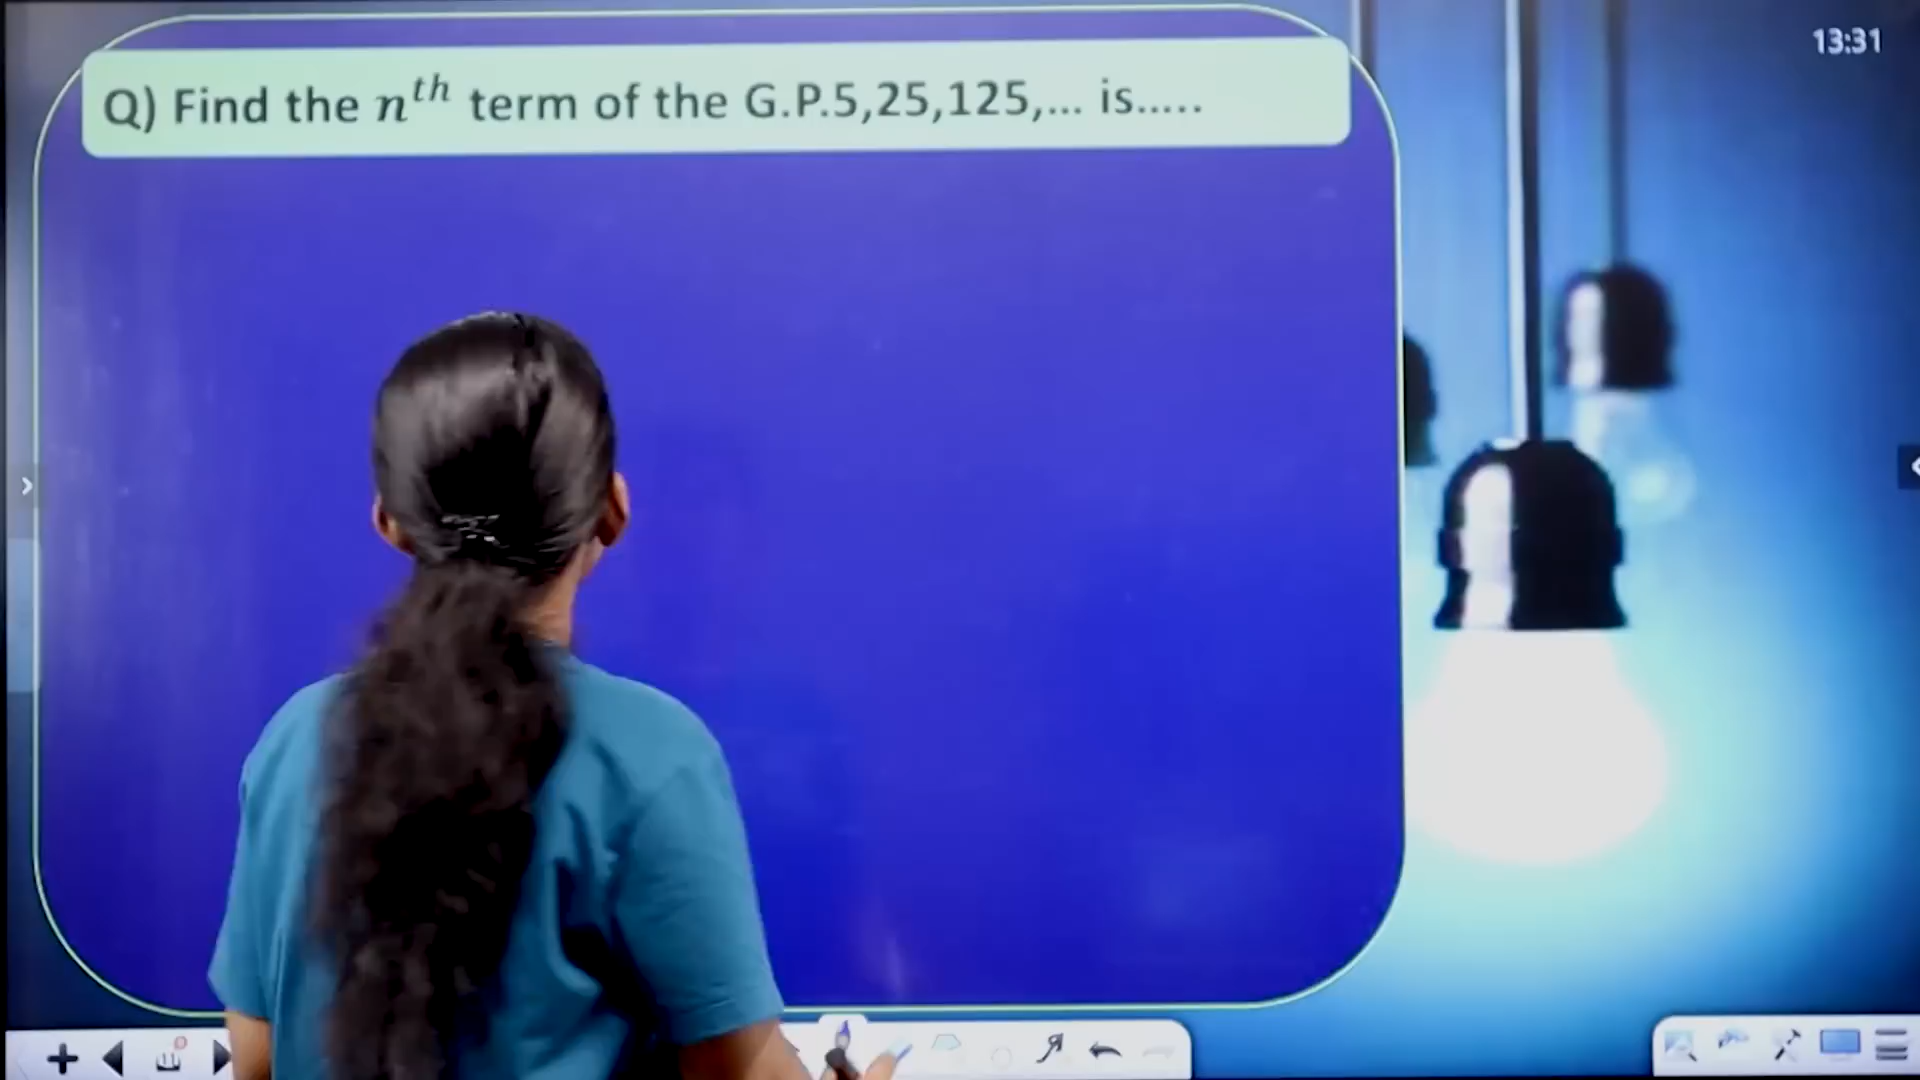 13:31
Q) Find the nᵗʰ term of the G.P.5,25,125,... is.....